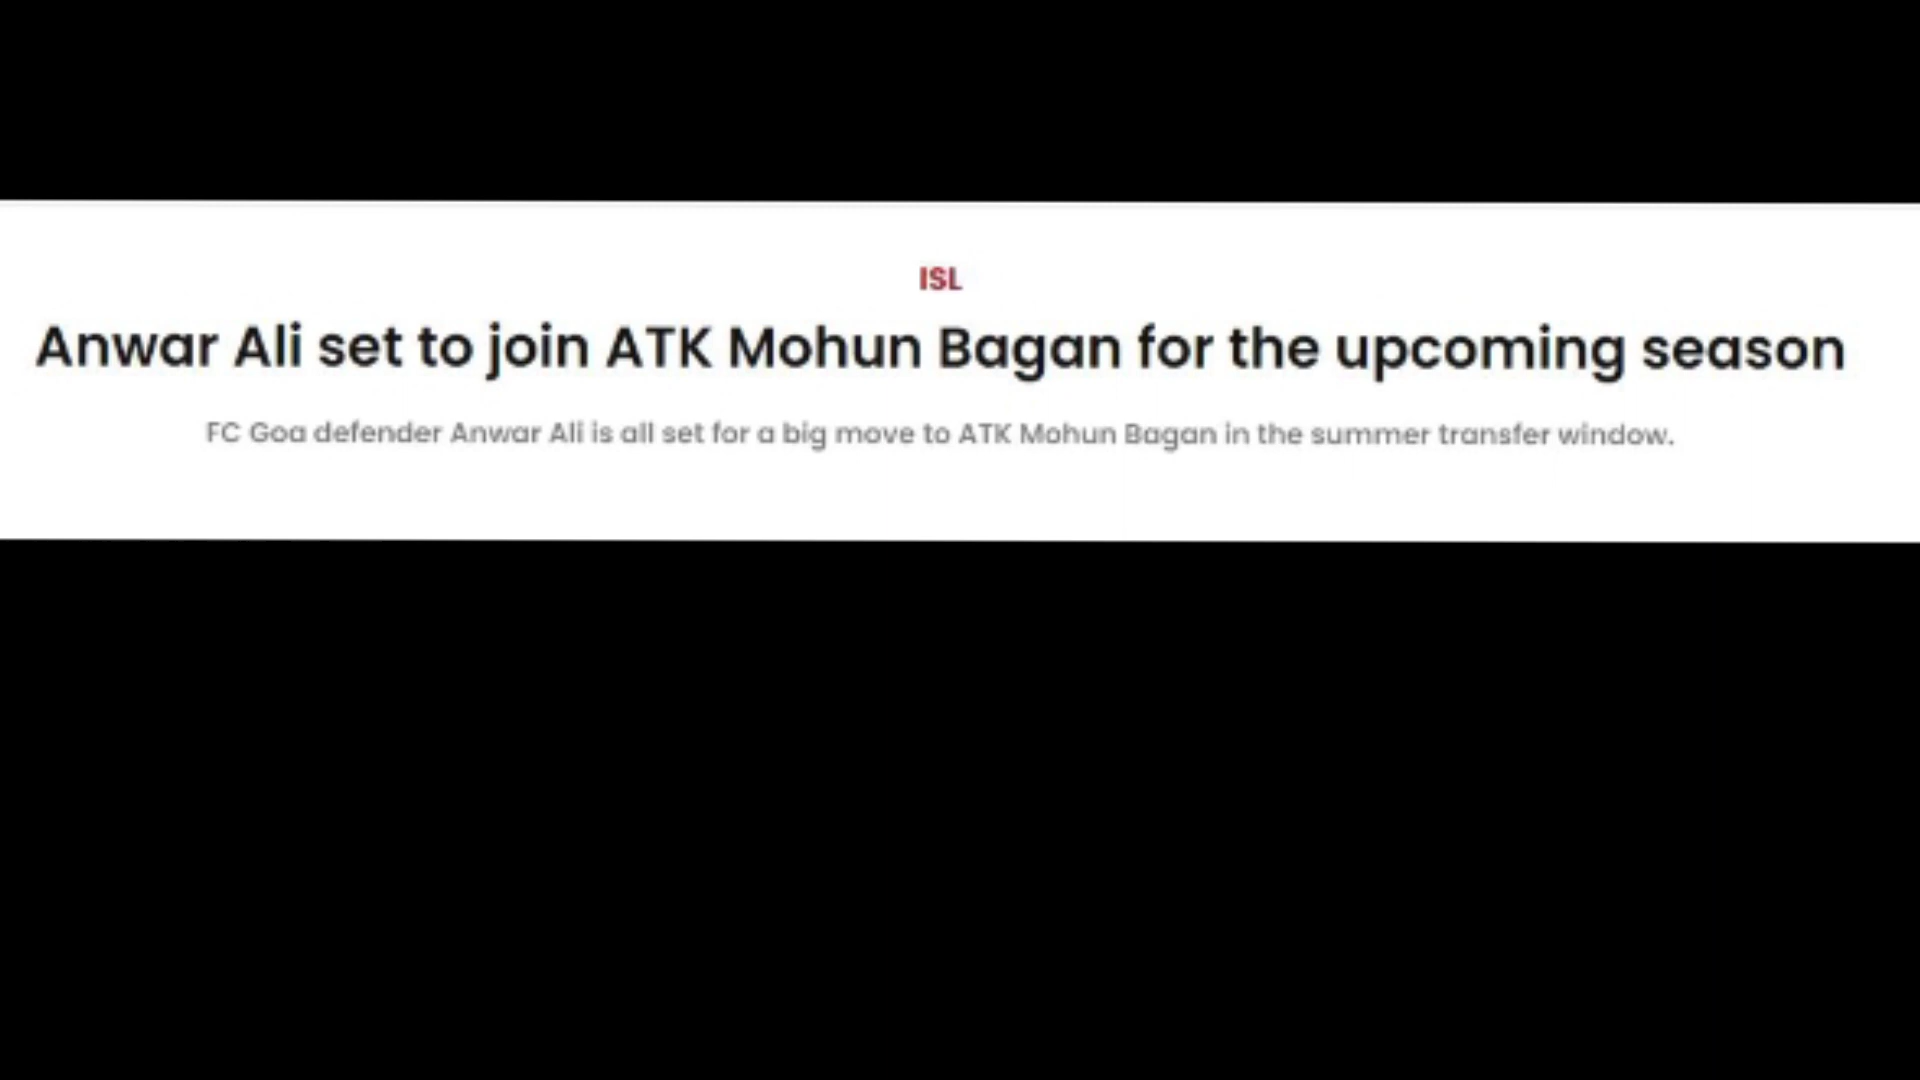 ISL
Anwar Ali set to join ATK Mohun Bagan for the upcoming season
FC Goa defender Anwar Ali is all set for a big move to ATK Mohun Bagan in the summer transfer window.